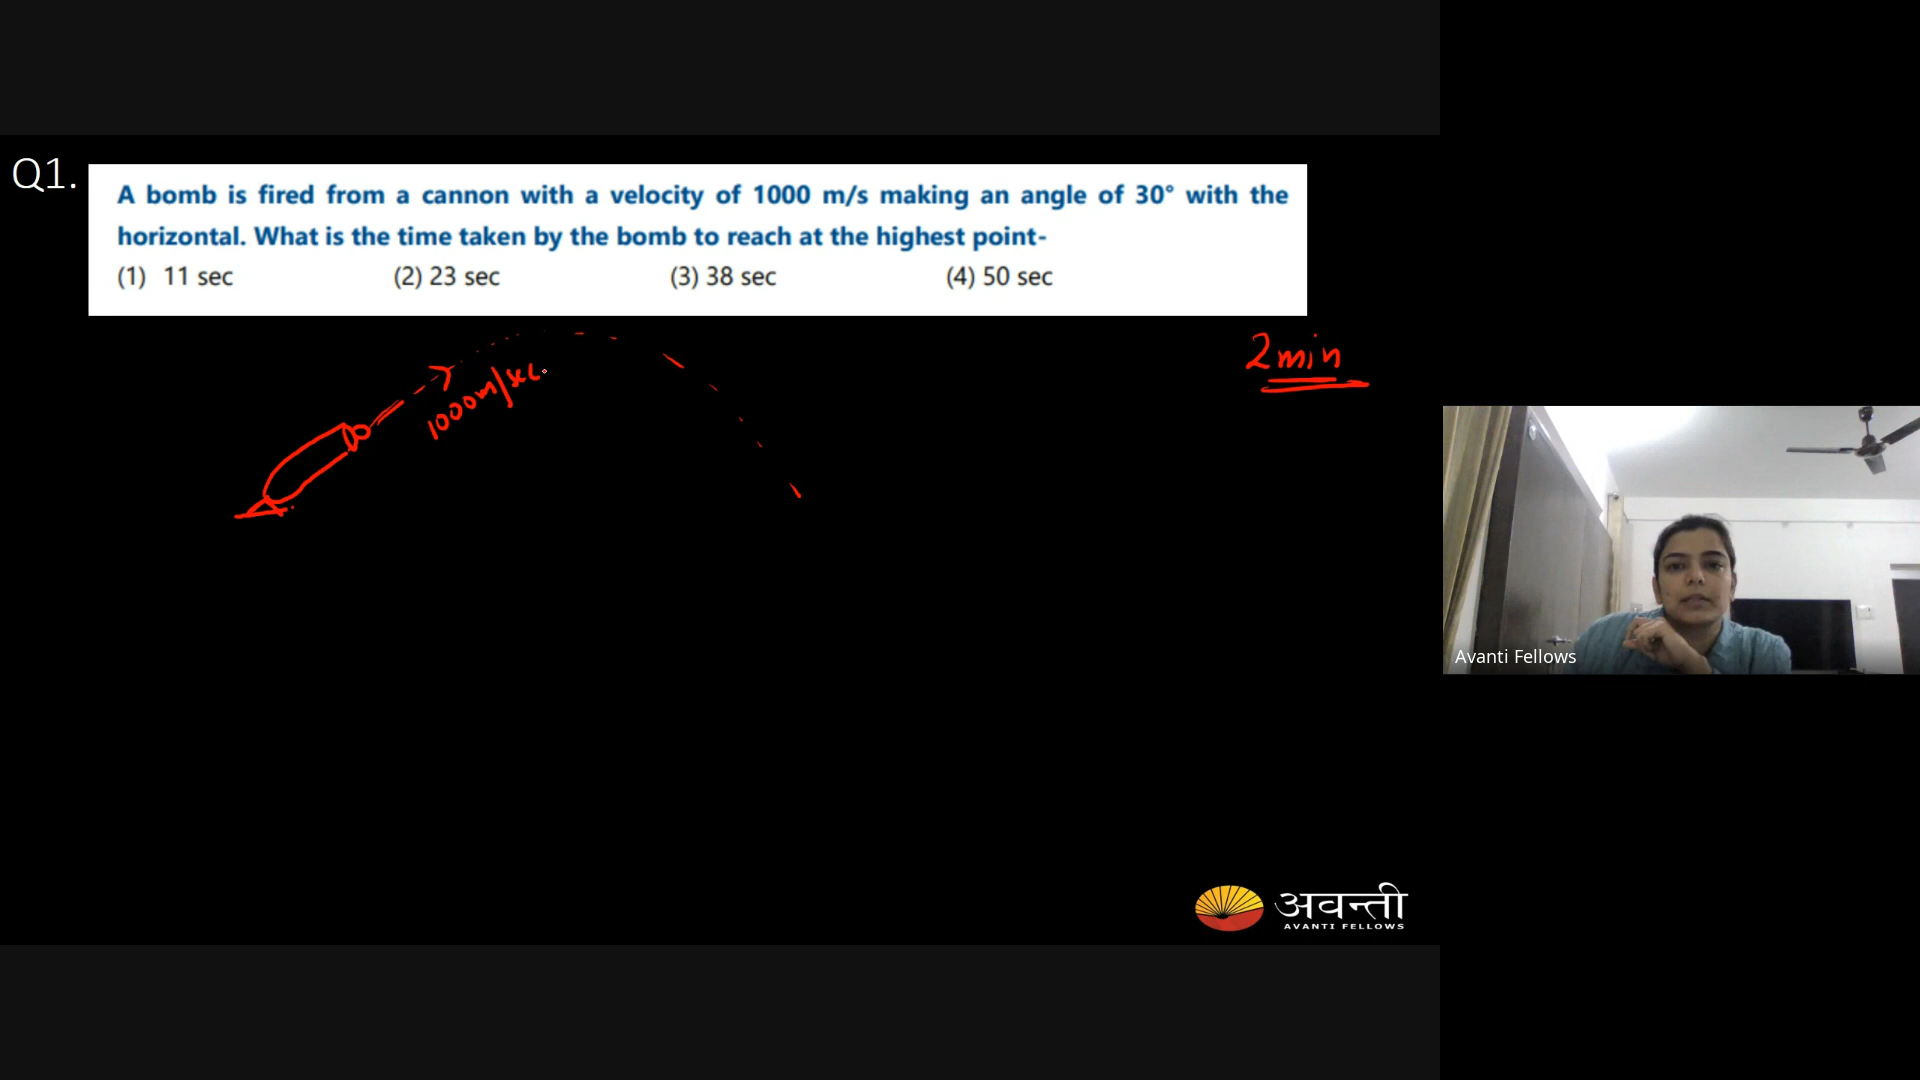 Q1.
A bomb is fired from a cannon with a velocity of 1000 m/s making an angle of 30° with the
horizontal. What is the time taken by the bomb to reach at the highest point-
(1) 11 sec (2) 23 sec (3) 38 sec (4) 50 sec
2min
1000m/sec
Avanti Fellows
अवन्ती
AVANTI FELLOWS